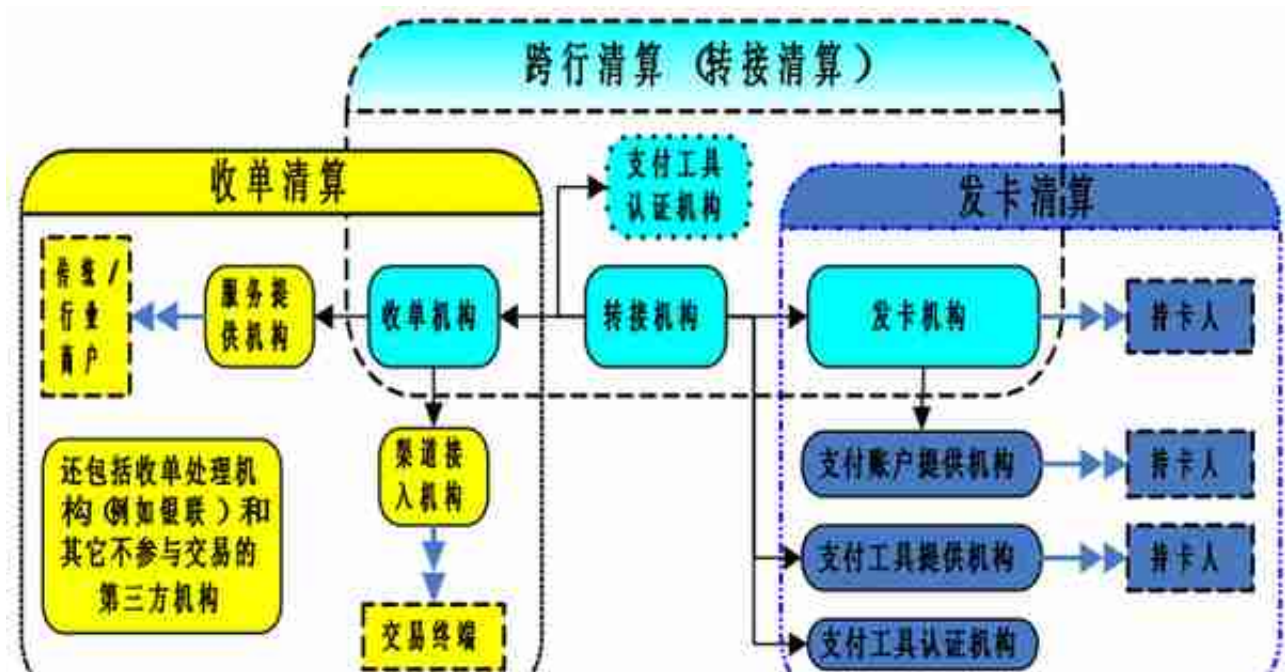 跨行清算（转接清算）
支付工具
认证机构
收单清算
发卡清算
传统/
行业
商户
服务提
供机构
收单机构
转接机构
发卡机构
持卡人
渠道接
入机构
支付账户提供机构
持卡人
还包括收单处理机
构（例如银联）和
其它不参与交易的
第三方机构
支付工具提供机构
持卡人
交易终端
支付工具认证机构